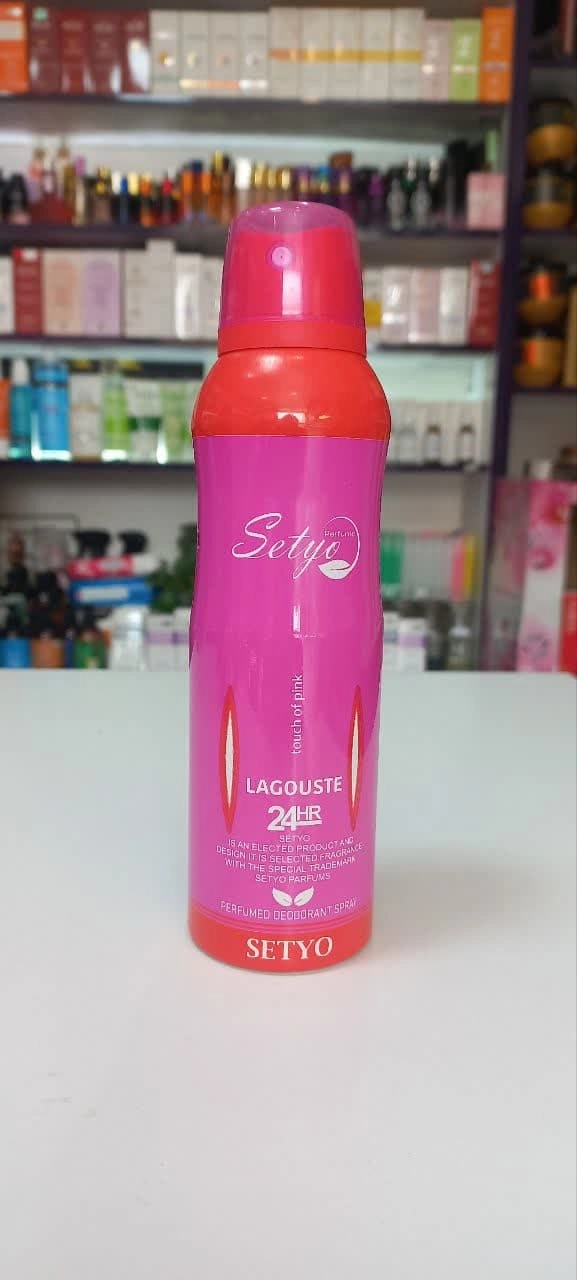 Perfume
Setyo
touch of pink
LAGOUSTE
24HR
SETYO
IS AN ELECTED PRODUCT AND
DESIGN IT IS SELECTED FRAGRANCE
WITH THE SPECIAL TRADEMARK
SETYO PARFUMS
PERFUMED DEODORANT SPRAY
SETYO